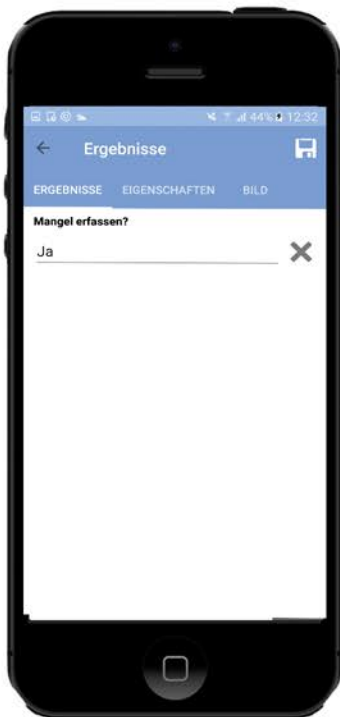 44% 12:32
Ergebnisse
ERGEBNISSE EIGENSCHAFTEN BILD
Mangel erfassen?
Ja